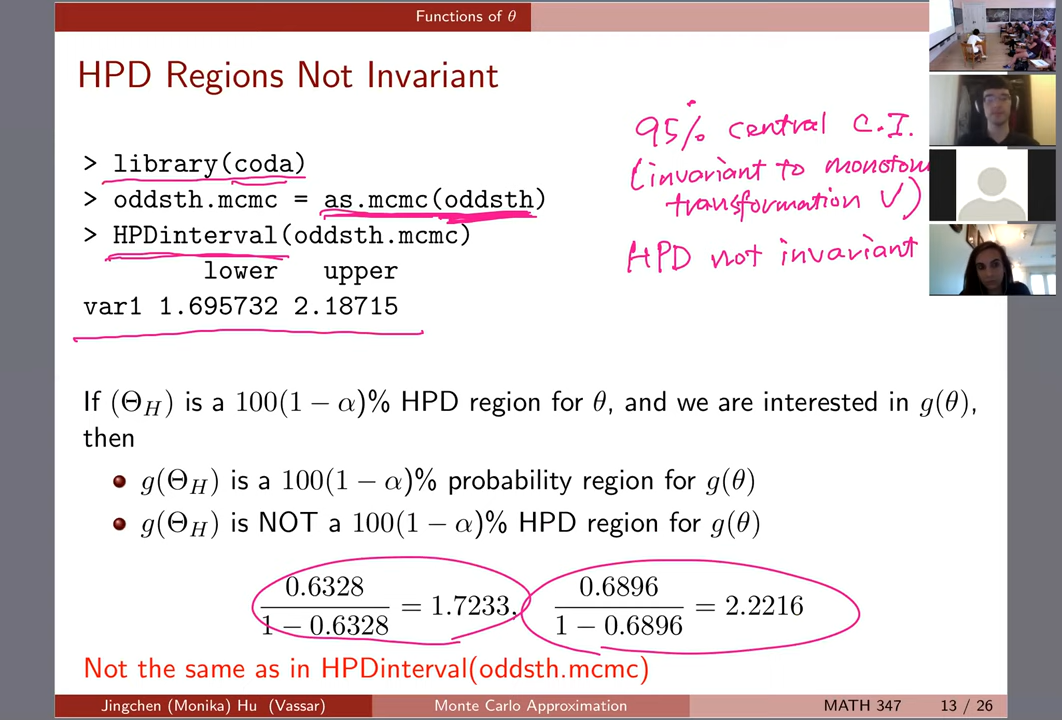 Functions of θ
HPD Regions Not Invariant
> library(coda)
> oddsth.mcmc = as.mcmc(oddsth)
> HPDinterval(oddsth.mcmc)
lower upper
var1 1.695732 2.18715
95% central C.I.
(invariant to monoton
transformation √)
HPD not invariant
If (Θ_H) is a 100(1 − α)% HPD region for θ, and we are interested in g(θ),
then
g(Θ_H) is a 100(1 − α)% probability region for g(θ)
g(Θ_H) is NOT a 100(1 − α)% HPD region for g(θ)
0.6328 / (1 − 0.6328) = 1.7233, 0.6896 / (1 − 0.6896) = 2.2216
Not the same as in HPDinterval(oddsth.mcmc)
Jingchen (Monika) Hu (Vassar) Monte Carlo Approximation MATH 347 13 / 26